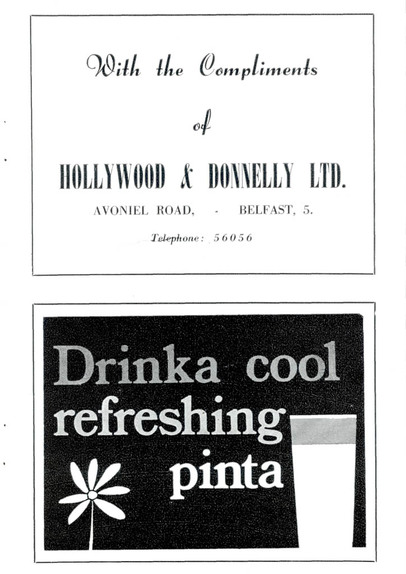 With the Compliments
of
HOLLYWOOD & DONNELLY LTD.
AVONIEL ROAD, - BELFAST, 5.
Telephone: 56056
Drinka cool
refreshing
pinta